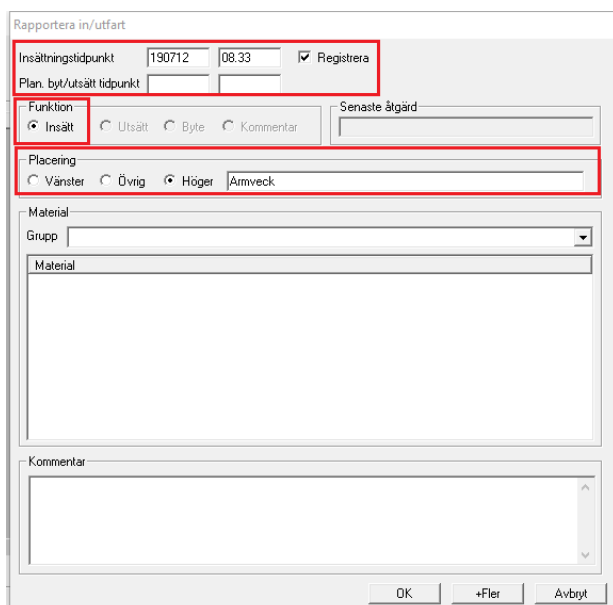 Rapportera in/utfart
Insättningstidpunkt 190712 08.33 Registrera
Plan. byt/utsätt tidpunkt
Funktion
Insätt Utsätt Byte Kommentar
Senaste åtgärd
Placering
Vänster Övrig Höger Armveck
Material
Grupp
Material
Kommentar
OK +Fler Avbryt